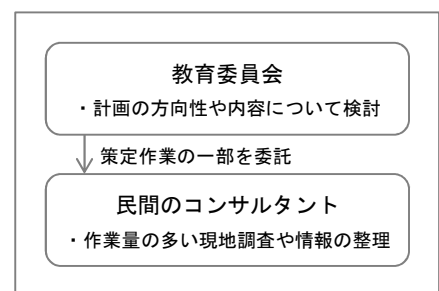 教育委員会
・計画の方向性や内容について検討
策定作業の一部を委託
民間のコンサルタント
・作業量の多い現地調査や情報の整理